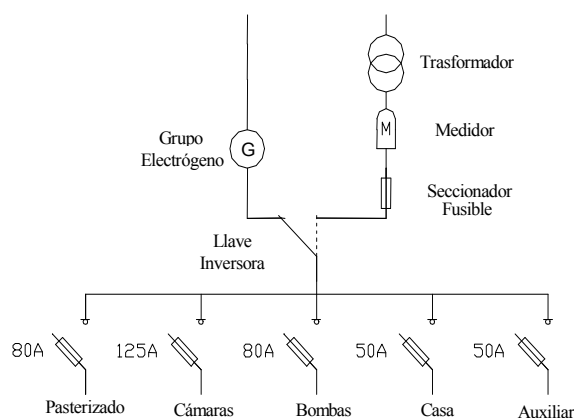 Trasformador
M
Medidor
Grupo
Electrógeno
G
Seccionador
Fusible
Llave
Inversora
80A
125A
80A
50A
50A
Pasterizado
Cámaras
Bombas
Casa
Auxiliar